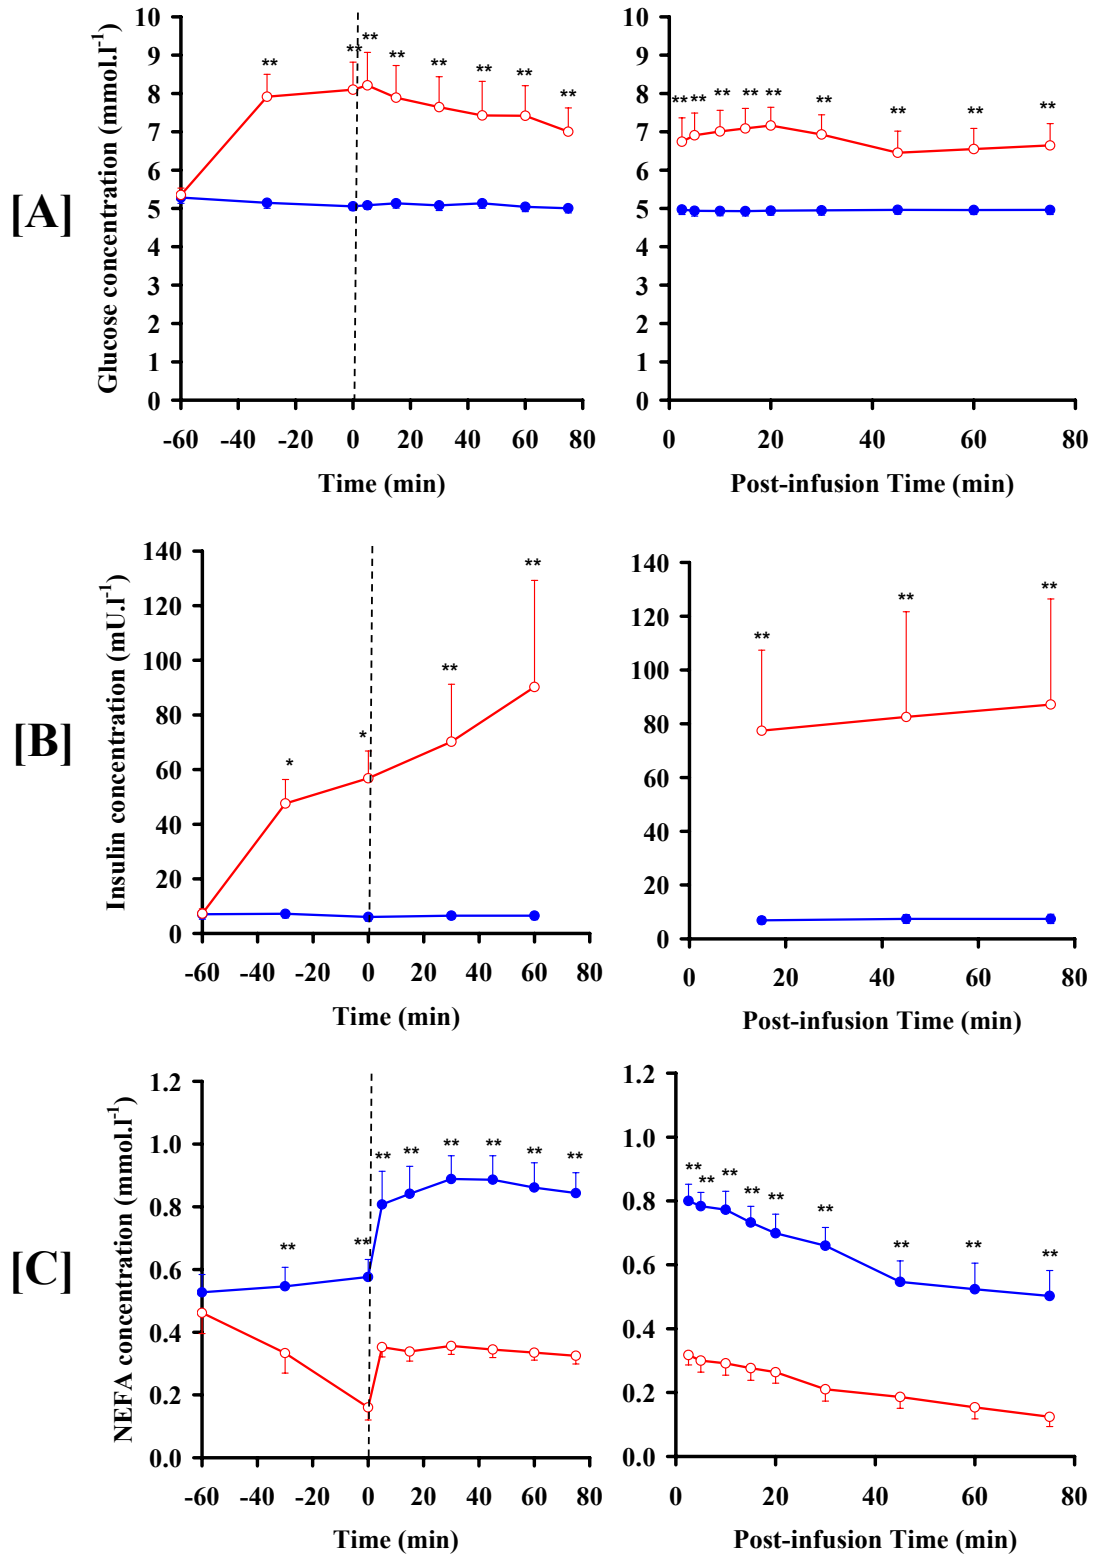 [A]
Glucose concentration (mmol.l-1)
10
9
8
7
6
5
4
3
2
1
0
** ** ** ** ** ** ** ** **
-60 -40 -20 0 20 40 60 80
Time (min)
10
9
8
7
6
5
4
3
2
1
0
** ** ** ** ** ** ** ** **
0 20 40 60 80
Post-infusion Time (min)
[B]
Insulin concentration (mU.l-1)
140
120
100
80
60
40
20
0
* * ** **
-60 -40 -20 0 20 40 60 80
Time (min)
140
120
100
80
60
40
20
0
** ** **
0 20 40 60 80
Post-infusion Time (min)
[C]
NEFA concentration (mmol.l-1)
1.2
1.0
0.8
0.6
0.4
0.2
0.0
** ** ** ** ** ** ** **
-60 -40 -20 0 20 40 60 80
Time (min)
1.2
1.0
0.8
0.6
0.4
0.2
0.0
** ** ** ** ** ** ** ** **
0 20 40 60 80
Post-infusion Time (min)